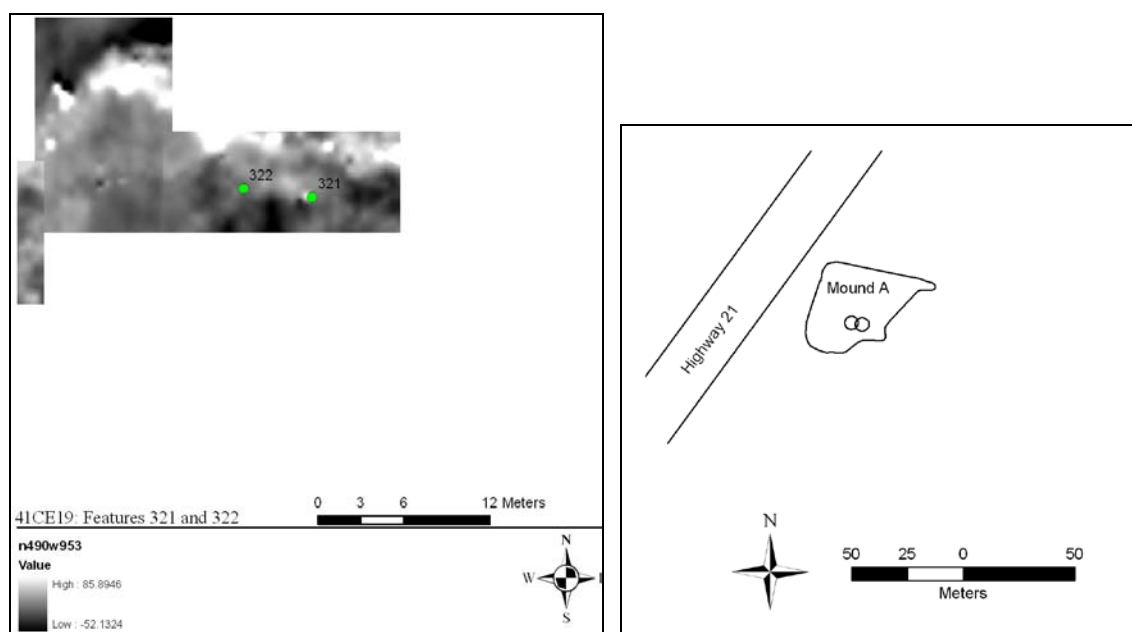 322
321
0 3 6 12 Meters
41CE19: Features 321 and 322
n490w953
Value
High : 85.8946
Low : -52.1324
N
W
S
Highway 21
Mound A
N
50 25 0 50
Meters